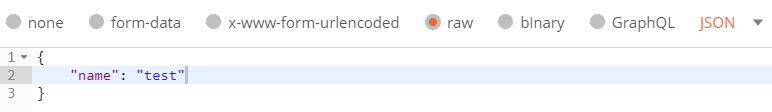 none form-data x-www-form-urlencoded raw binary GraphQL JSON
1 {
2 "name": "test"
3 }